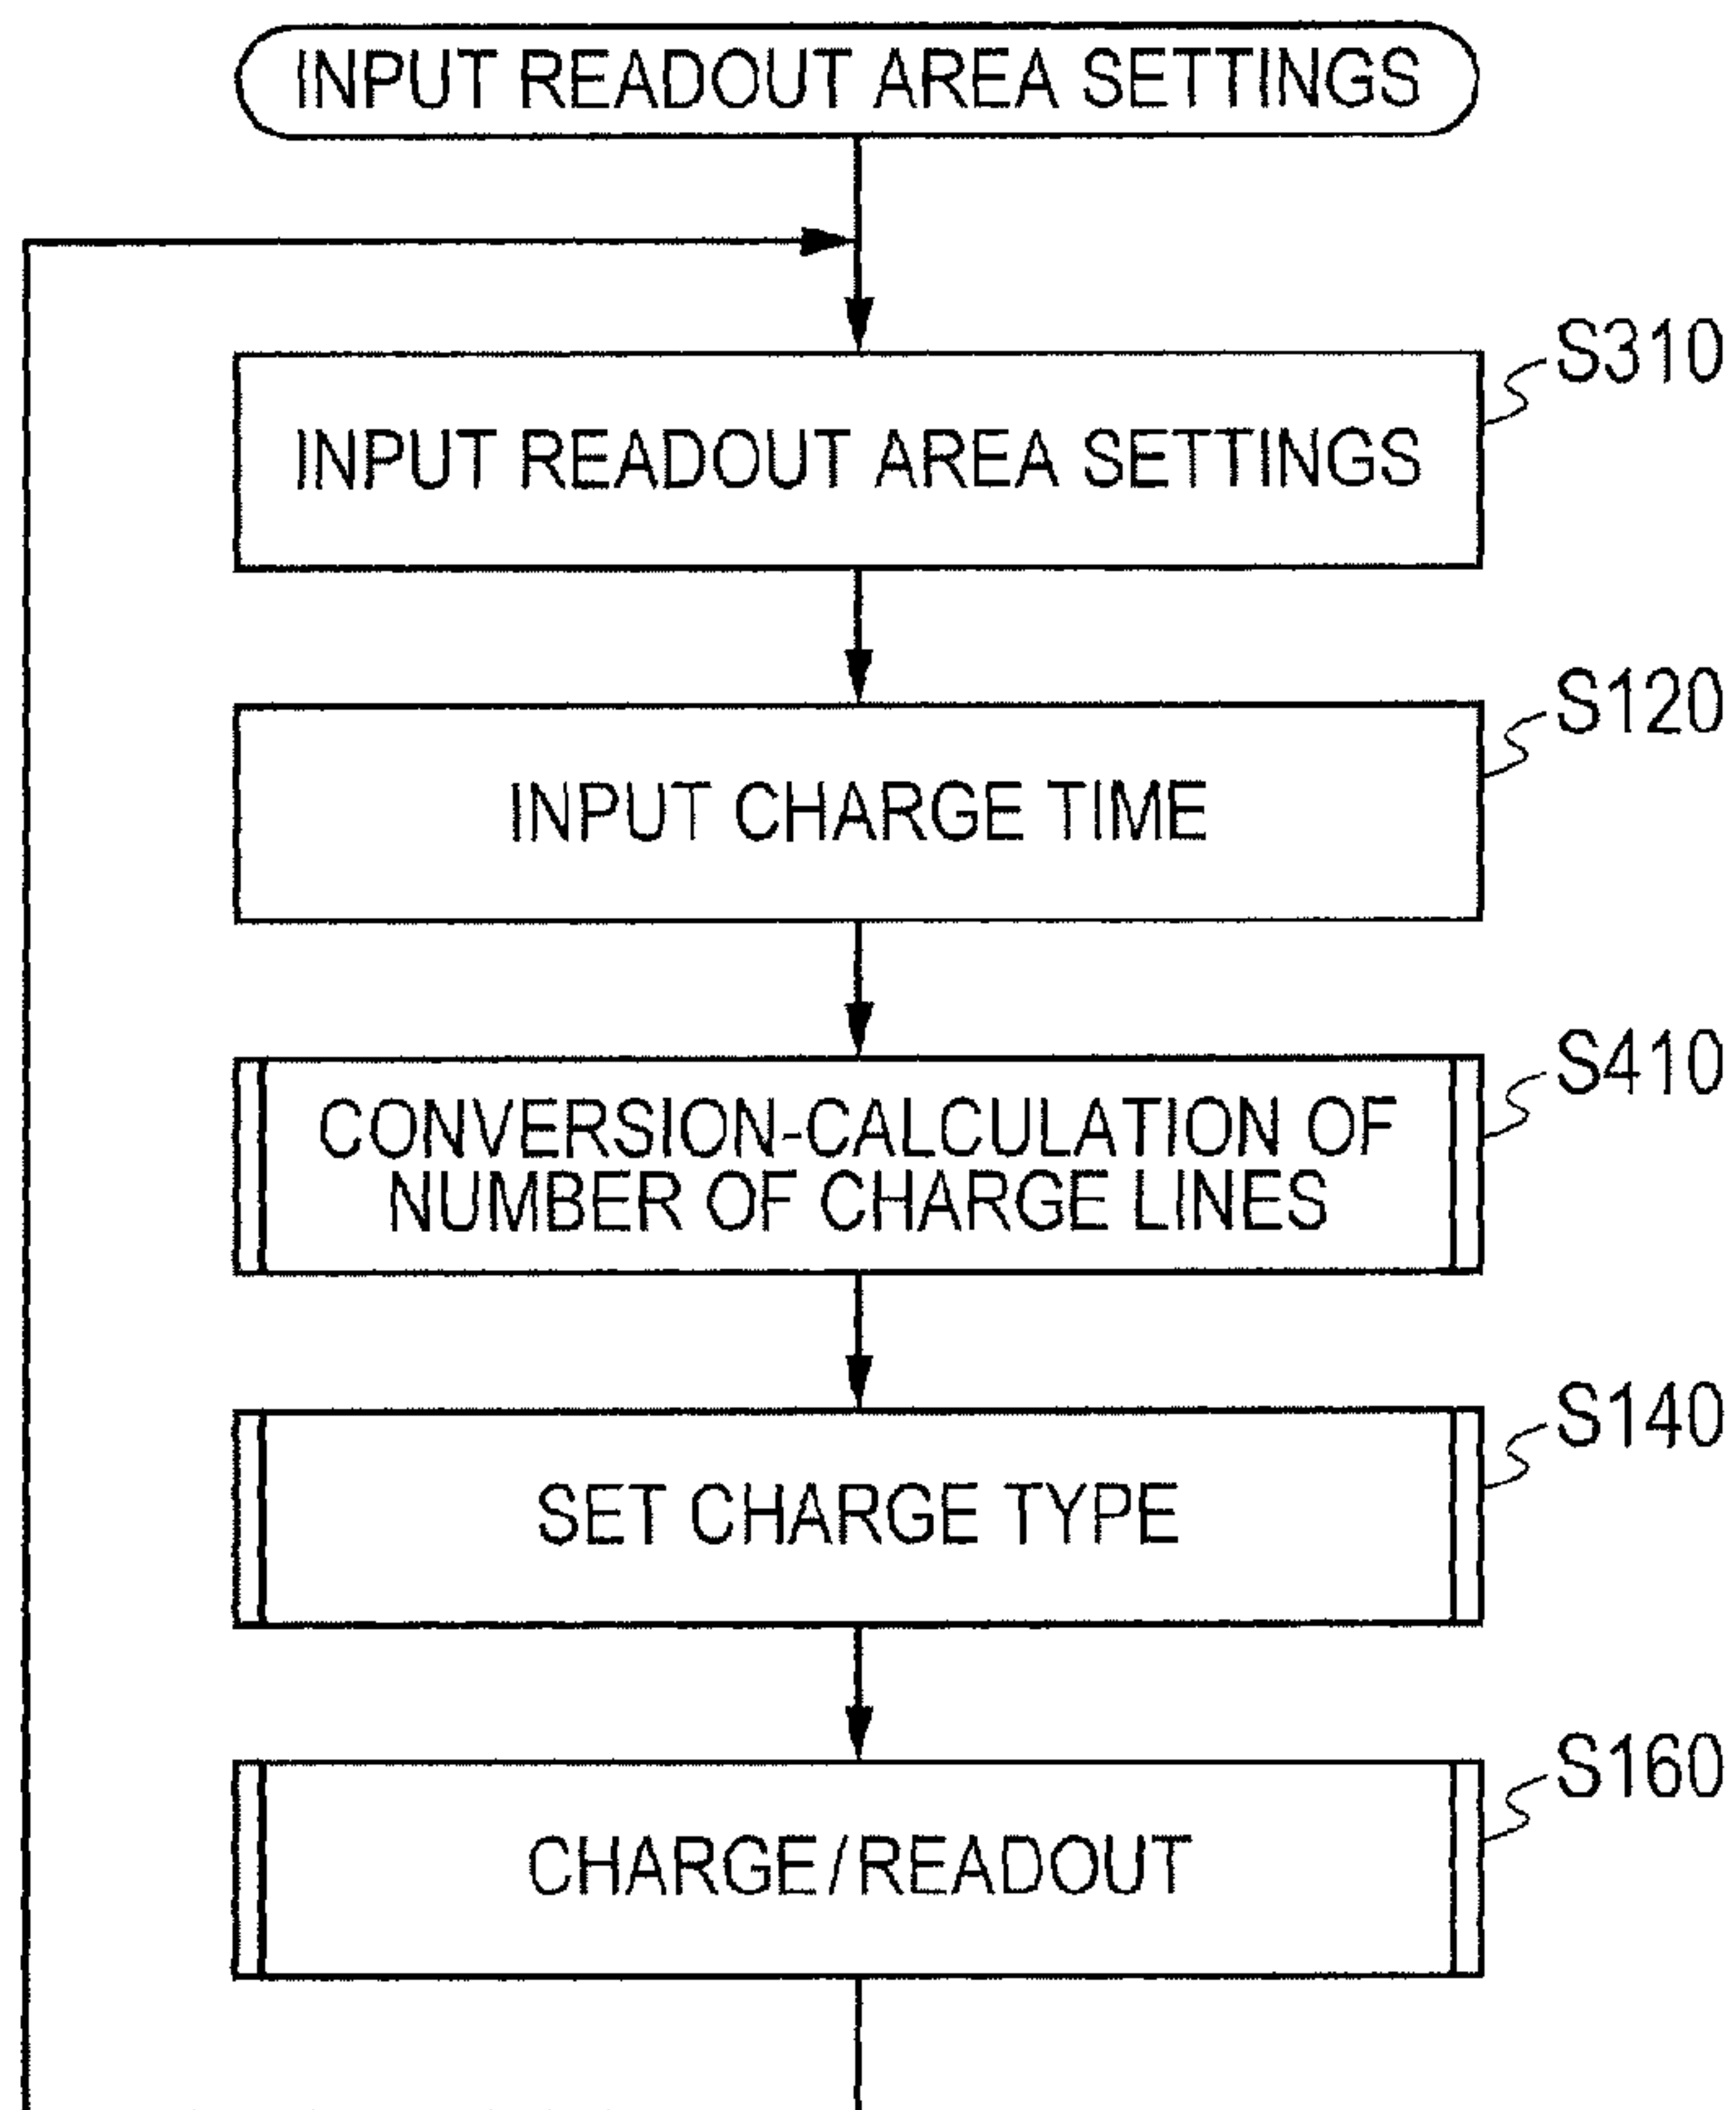 INPUT READOUT AREA SETTINGS
S310
INPUT READOUT AREA SETTINGS
S120
INPUT CHARGE TIME
S410
CONVERSION-CALCULATION OF
NUMBER OF CHARGE LINES
S140
SET CHARGE TYPE
S160
CHARGE/READOUT